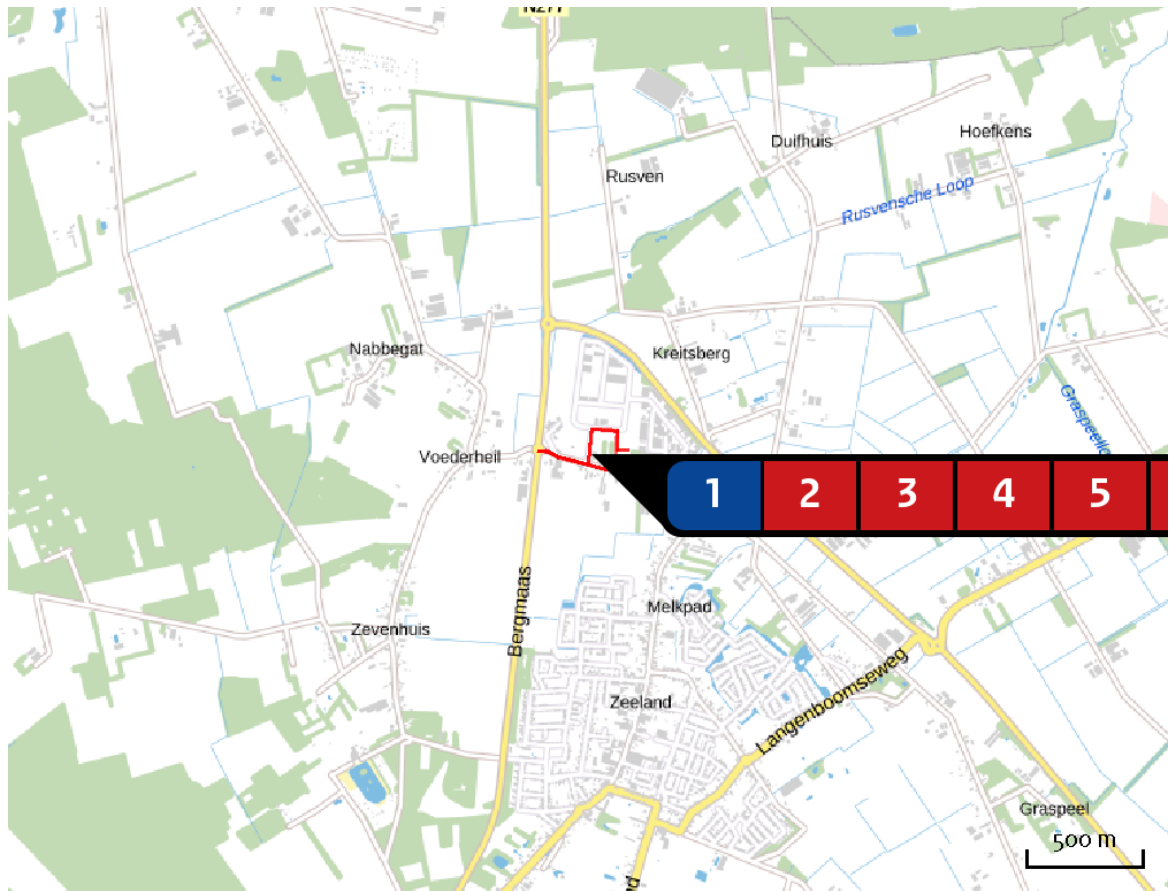 N277
Duifhuis
Hoefkens
Rusven
Rusvensche Loop
Nabbegat
Kreitsberg
Voederheil
1 2 3 4 5
Bergmaas
Melkpad
Zevenhuis
Zeeland
Langenboomseweg
Graspeel
500 m